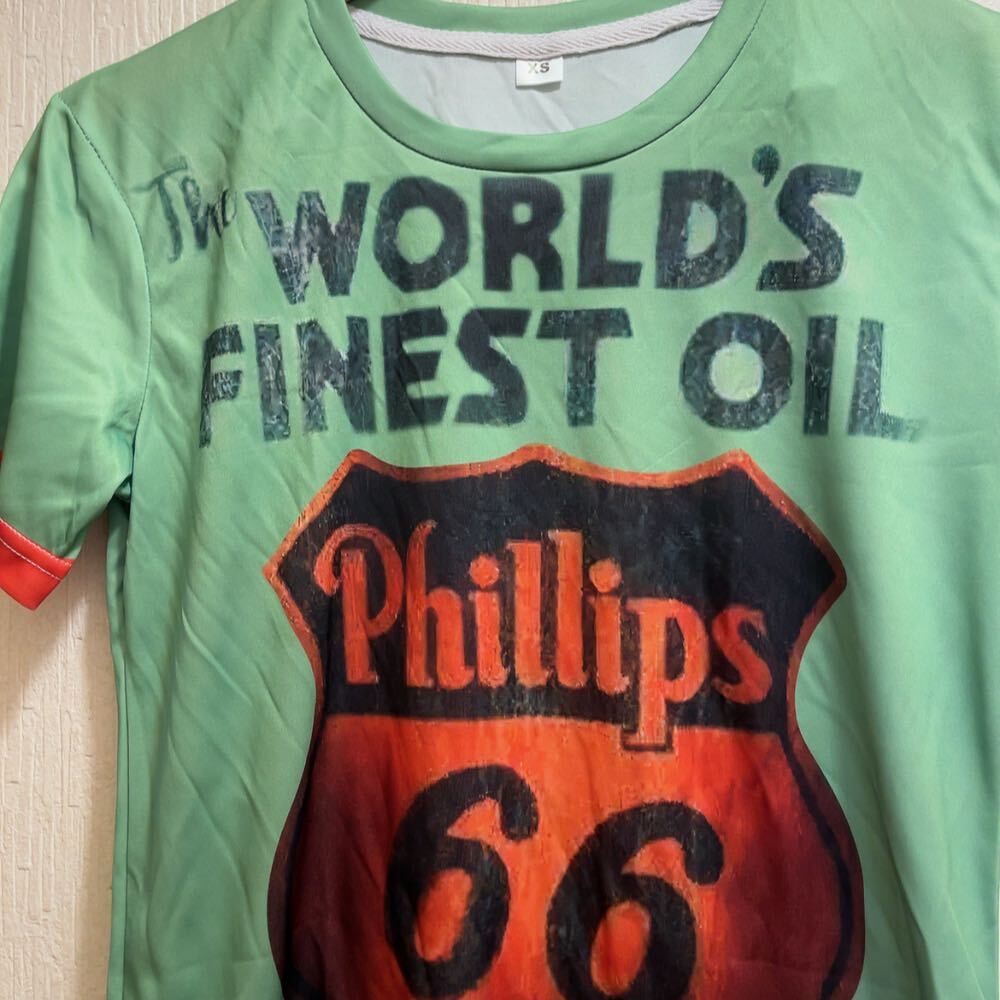 XS
The WORLD'S
FINEST OIL
Phillips
66